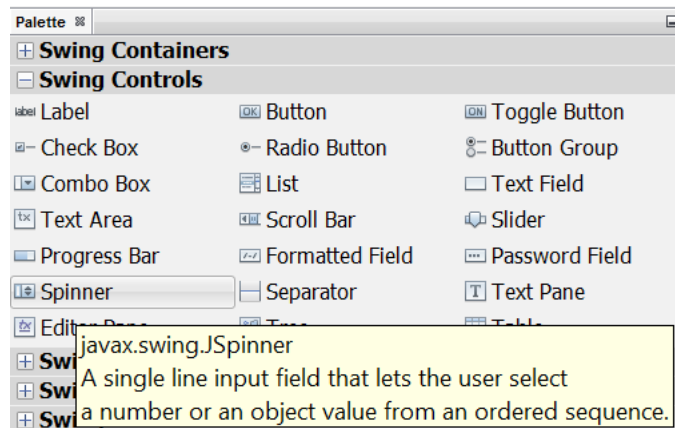 Palette
Swing Containers
Swing Controls
label Label
OK Button
ON Toggle Button
Check Box
Radio Button
Button Group
Combo Box
List
Text Field
tx Text Area
Scroll Bar
Slider
Progress Bar
Formatted Field
Password Field
Spinner
Separator
T Text Pane
javax.swing.JSpinner
A single line input field that lets the user select
a number or an object value from an ordered sequence.